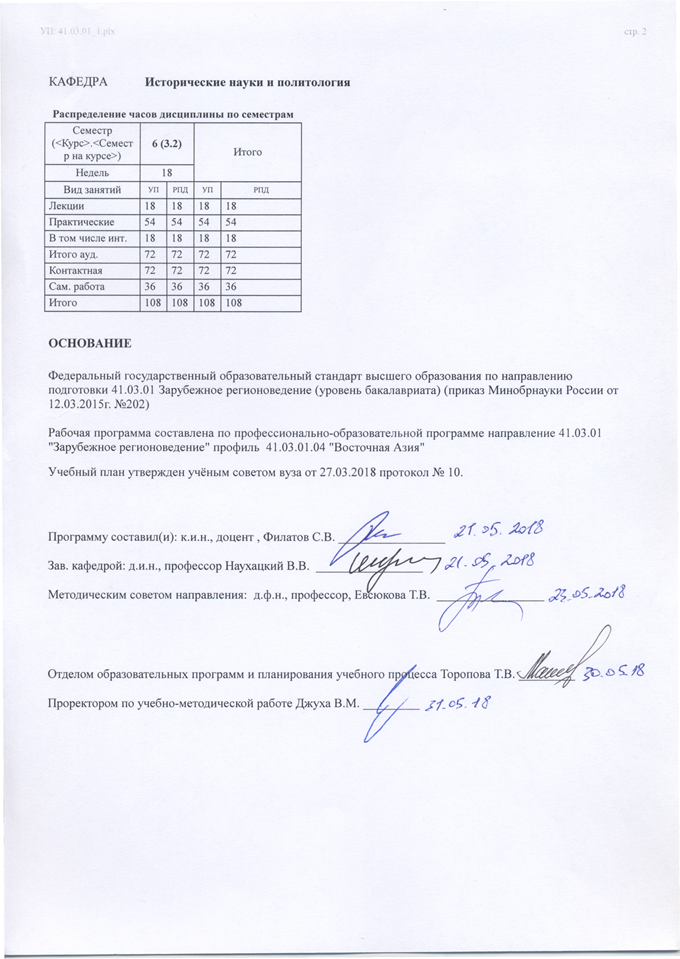 УП: 41.03.01_1.plx стр. 2
КАФЕДРА Исторические науки и политология
Распределение часов дисциплины по семестрам
Семестр
(<Курс>.<Семест
р на курсе>) 6 (3.2) Итого
Недель 18
Вид занятий УП РПД УП РПД
Лекции 18 18 18 18
Практические 54 54 54 54
В том числе инт. 18 18 18 18
Итого ауд. 72 72 72 72
Контактная 72 72 72 72
Сам. работа 36 36 36 36
Итого 108 108 108 108
ОСНОВАНИЕ
Федеральный государственный образовательный стандарт высшего образования по направлению
подготовки 41.03.01 Зарубежное регионоведение (уровень бакалавриата) (приказ Минобрнауки России от
12.03.2015г. №202)
Рабочая программа составлена по профессионально-образовательной программе направление 41.03.01
"Зарубежное регионоведение" профиль 41.03.01.04 "Восточная Азия"
Учебный план утвержден учёным советом вуза от 27.03.2018 протокол № 10.
Программу составил(и): к.и.н., доцент , Филатов С.В. 21.05.2018
Зав. кафедрой: д.и.н., профессор Наухацкий В.В. 21.05.2018
Методическим советом направления: д.ф.н., профессор, Евсюкова Т.В. 23.05.2018
Отделом образовательных программ и планирования учебного процесса Торопова Т.В. 30.05.18
Проректором по учебно-методической работе Джуха В.М. 31.05.18